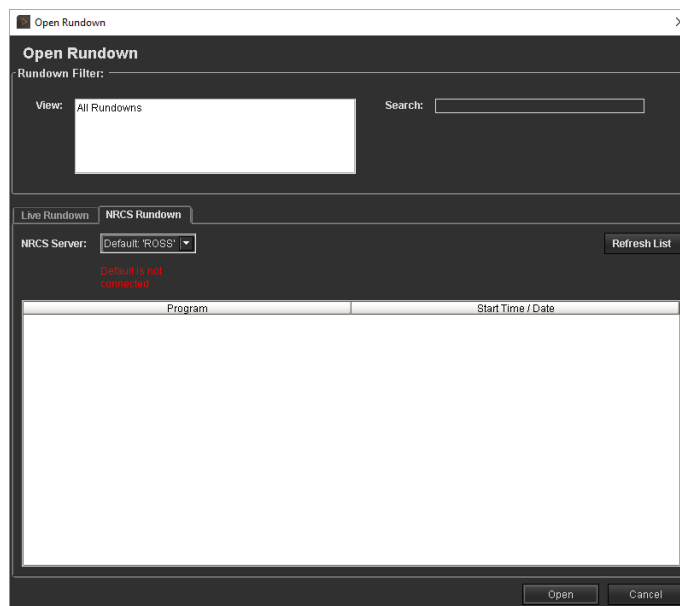 Open Rundown
Open Rundown
Rundown Filter:
View: All Rundowns Search:
Live Rundown NRCS Rundown
NRCS Server: Default: 'ROSS' Refresh List
Default is not
connected
Program Start Time / Date
Open Cancel